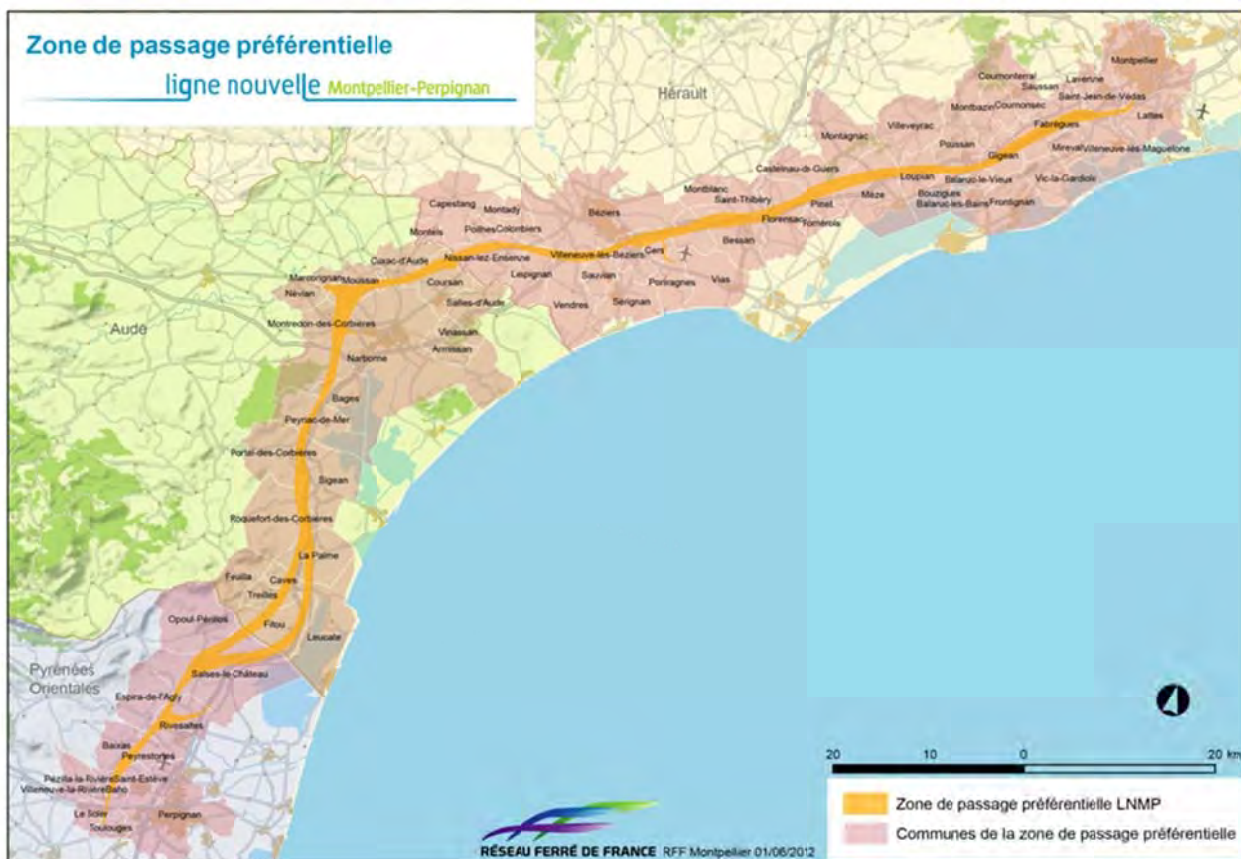 Zone de passage préférentielle
ligne nouvelle Montpellier-Perpignan
Hérault
Montpellier
Cournonterral
Saussan
Lavérune
Saint-Jean-de-Védas
Montbazin
Cournonsec
Fabrègues
Lattes
Villeveyrac
Montagnac
Poussan
Gigean
Mireval
Villeneuve-lès-Maguelone
Castelnau-de-Guers
Loupian
Balaruc-le-Vieux
Vic-la-Gardiole
Montblanc
Saint-Thibéry
Pinet
Mèze
Bouzigues
Balaruc-les-Bains
Frontignan
Capestang
Montady
Béziers
Florensac
Pomérols
Montels
Poilhes
Colombiers
Bessan
Cuxac-d'Aude
Nissan-lez-Enserune
Villeneuve-lès-Béziers
Cers
Marcorignan
Moussan
Coursan
Lespignan
Sauvian
Portiragnes
Vias
Névian
Salles-d'Aude
Vendres
Sérignan
Aude
Montredon-des-Corbières
Vinassan
Armissan
Narbonne
Bages
Peyriac-de-Mer
Portel-des-Corbières
Sigean
Roquefort-des-Corbières
La Palme
Feuilla
Caves
Treilles
Opoul-Périllos
Fitou
Leucate
Pyrénées
Orientales
Salses-le-Château
Espira-de-l'Agly
Rivesaltes
Baixas
Peyrestortes
Pézilla-la-Rivière
Saint-Estève
Villeneuve-la-Rivière
Baho
Le Soler
Toulouges
Perpignan
20 10 0 20 km
Zone de passage préférentielle LNMP
Communes de la zone de passage préférentielle
RÉSEAU FERRÉ DE FRANCE RFF Montpellier 01/06/2012